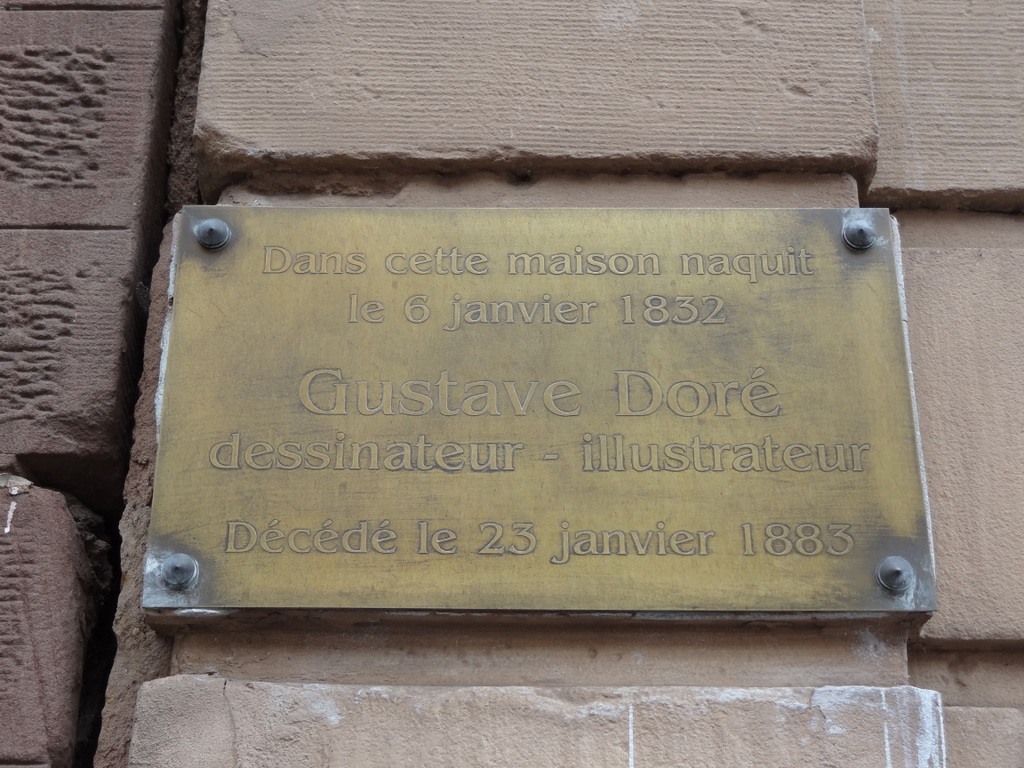 Dans cette maison naquit
le 6 janvier 1832
Gustave Doré
dessinateur - illustrateur
Décédé le 23 janvier 1883